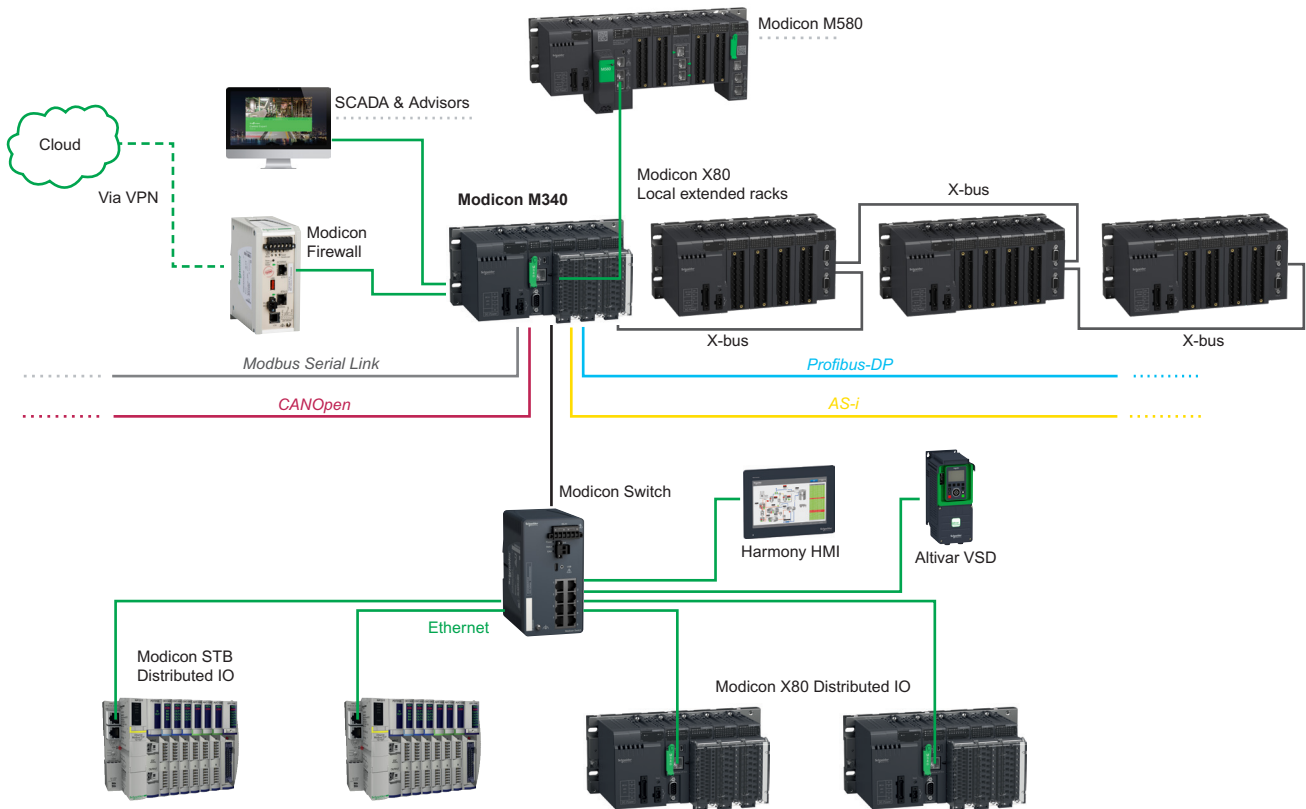 Modicon M580
SCADA & Advisors
Cloud
Via VPN
Modicon
Firewall
Modicon M340
Modicon X80
Local extended racks
X-bus
X-bus
X-bus
Modbus Serial Link
Profibus-DP
CANOpen
AS-i
Modicon Switch
Harmony HMI
Altivar VSD
Ethernet
Modicon STB
Distributed IO
Modicon X80 Distributed IO